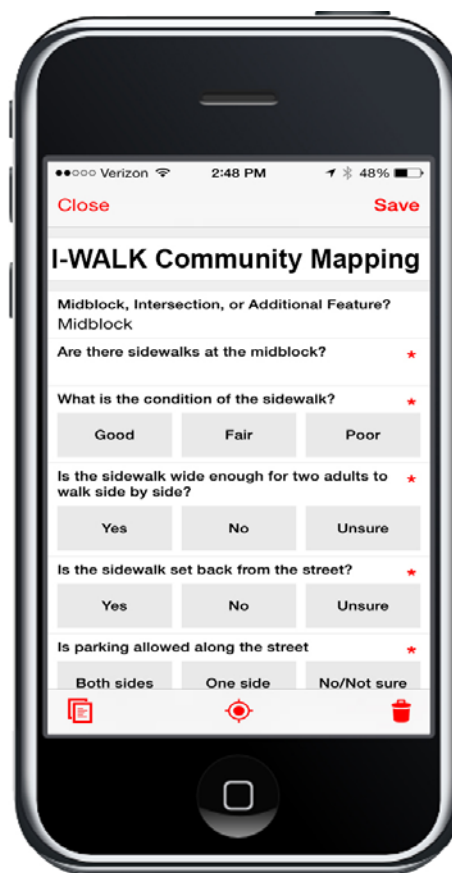 ●●○○○ Verizon 2:48 PM 48%
Close Save
I-WALK Community Mapping
Midblock, Intersection, or Additional Feature?
Midblock
Are there sidewalks at the midblock? *
What is the condition of the sidewalk? *
Good Fair Poor
Is the sidewalk wide enough for two adults to *
walk side by side?
Yes No Unsure
Is the sidewalk set back from the street? *
Yes No Unsure
Is parking allowed along the street *
Both sides One side No/Not sure